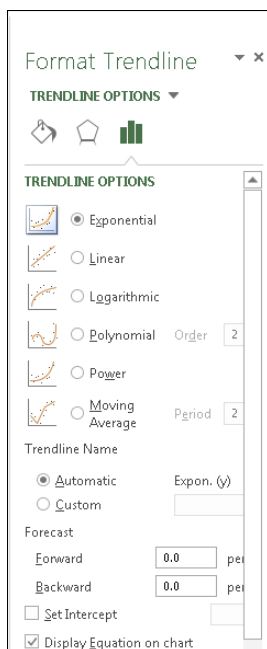 Format Trendline
TRENDLINE OPTIONS
TRENDLINE OPTIONS
Exponential
Linear
Logarithmic
Polynomial Order 2
Power
Moving Average Period 2
Trendline Name
Automatic Expon. (y)
Custom
Forecast
Forward 0.0
Backward 0.0
Set Intercept
Display Equation on chart